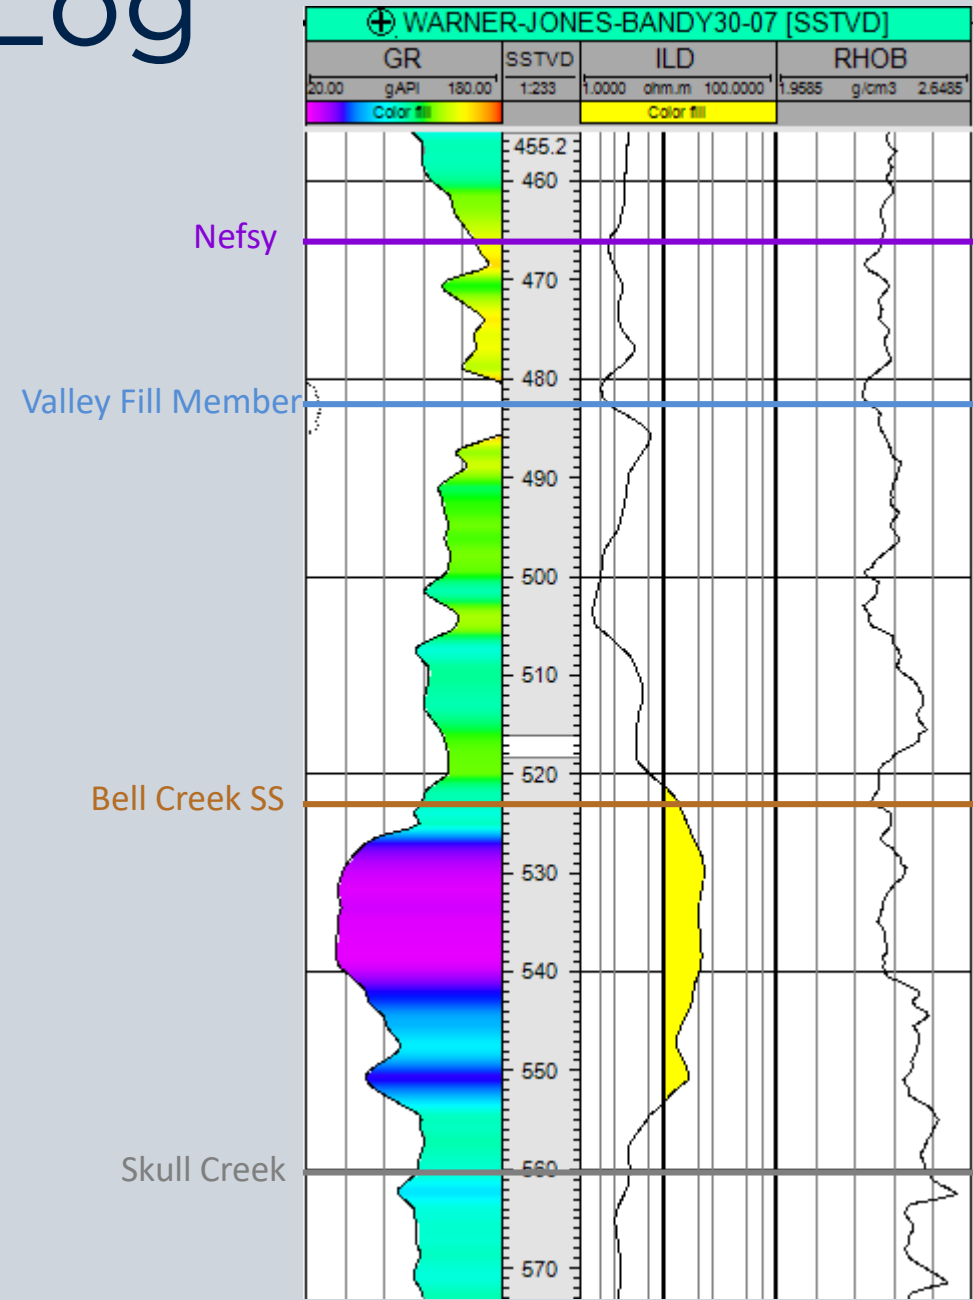 Log
WARNER-JONES-BANDY30-07 [SSTVD]
GR SSTVD ILD RHOB
20.00 gAPI 180.00 1:233 1.0000 ohm.m 100.0000 1.9585 g/cm3 2.6485
Color fill Color fill
455.2
460
Nefsy
470
480
Valley Fill Member
490
500
510
520
Bell Creek SS
530
540
550
Skull Creek 560
570